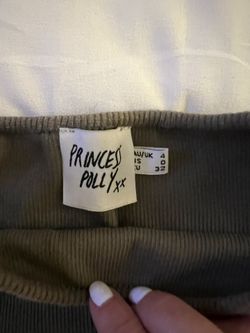 PRINCESS
POLLY xx
AU/UK 4
US 0
EU 32